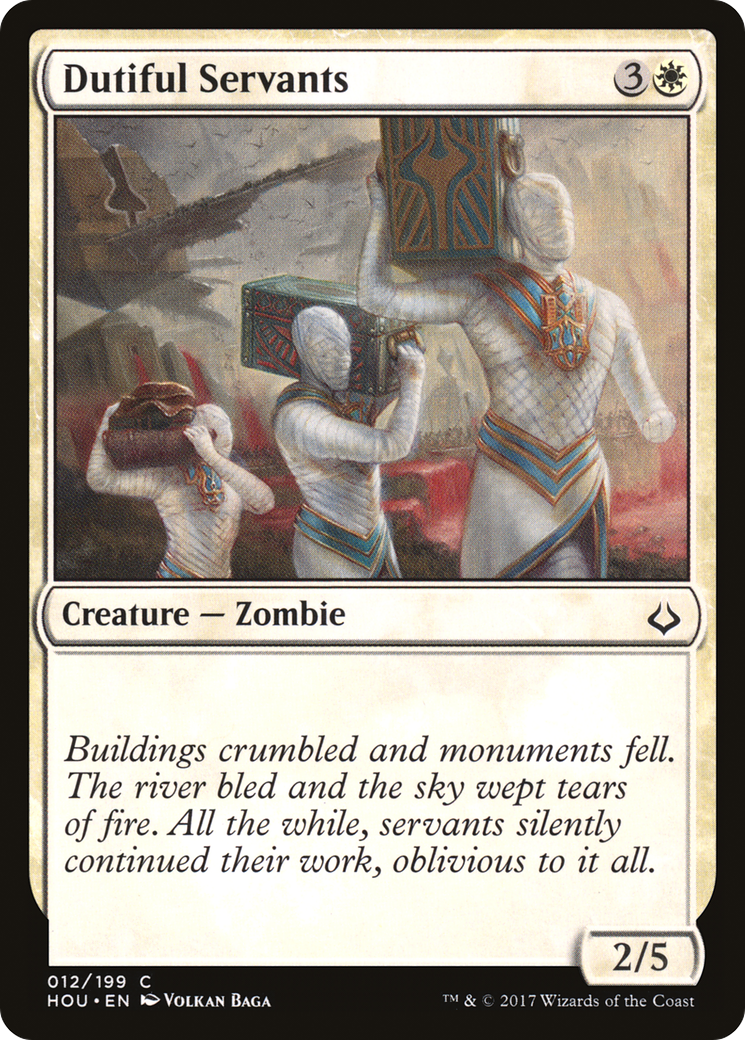 Dutiful Servants 3
Creature — Zombie
Buildings crumbled and monuments fell.
The river bled and the sky wept tears
of fire. All the while, servants silently
continued their work, oblivious to it all.
2/5
012/199 C
HOU • EN Volkan Baga
™ & © 2017 Wizards of the Coast